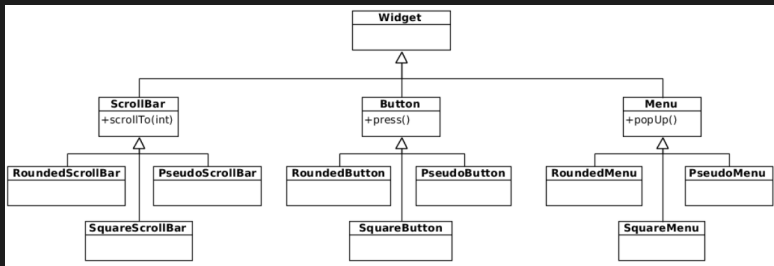 Widget
ScrollBar
+scrollTo(int)
Button
+press()
Menu
+popUp()
RoundedScrollBar
PseudoScrollBar
RoundedButton
PseudoButton
RoundedMenu
PseudoMenu
SquareScrollBar
SquareButton
SquareMenu